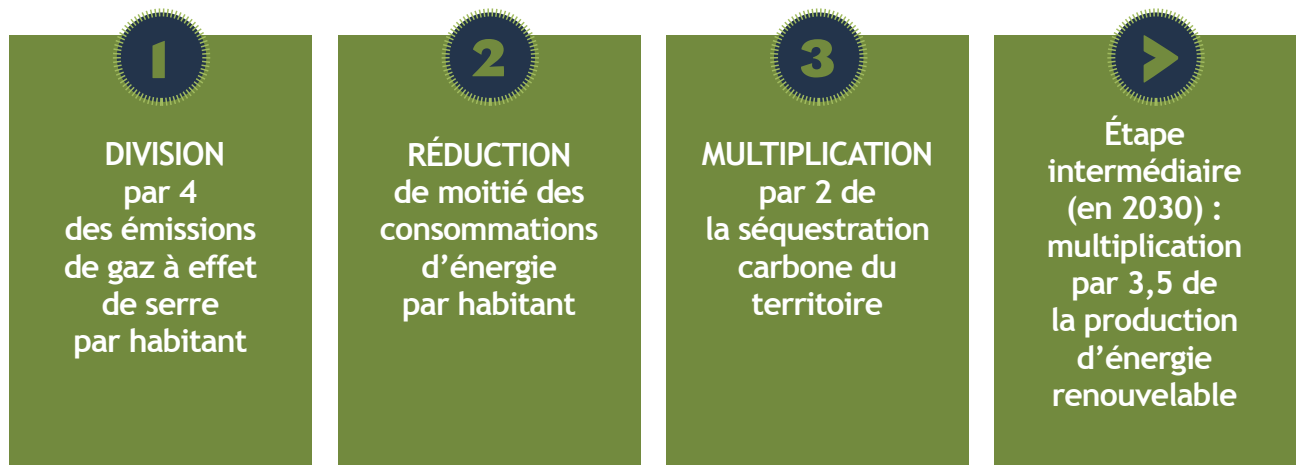 1
DIVISION
par 4
des émissions
de gaz à effet
de serre
par habitant
2
RÉDUCTION
de moitié des
consommations
d’énergie
par habitant
3
MULTIPLICATION
par 2 de
la séquestration
carbone du
territoire
>
Étape
intermédiaire
(en 2030) :
multiplication
par 3,5 de
la production
d’énergie
renouvelable